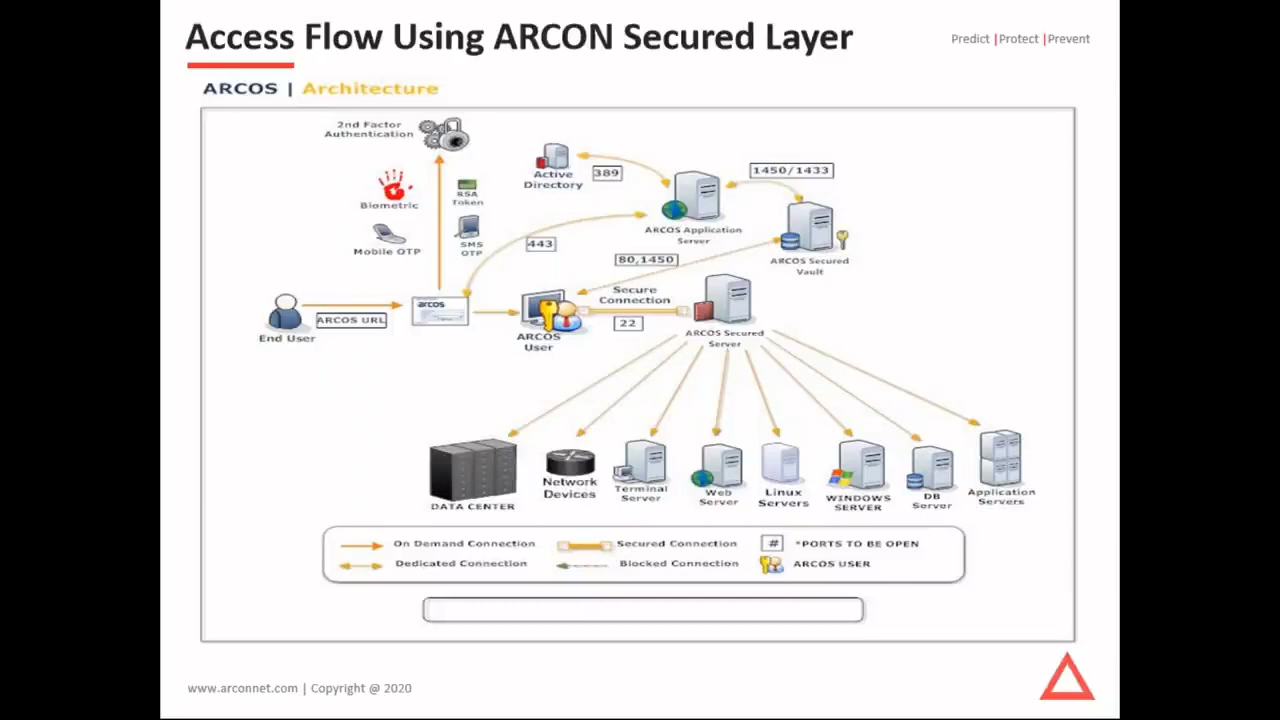 Access Flow Using ARCON Secured Layer
Predict |Protect |Prevent
ARCOS | Architecture
2nd Factor
Authentication
Biometric
RSA
Token
Mobile OTP
SMS
OTP
Active
Directory
389
1450/1433
ARCOS Application
Server
ARCOS Secured
Vault
443
80,1450
Secure
Connection
22
End User
ARCOS URL
arcos
ARCOS
User
ARCOS Secured
Server
DATA CENTER
Network
Devices
Terminal
Server
Web
Server
Linux
Servers
WINDOWS
SERVER
DB
Server
Application
Servers
On Demand Connection
Secured Connection
# *PORTS TO BE OPEN
Dedicated Connection
Blocked Connection
ARCOS USER
www.arconnet.com | Copyright @ 2020